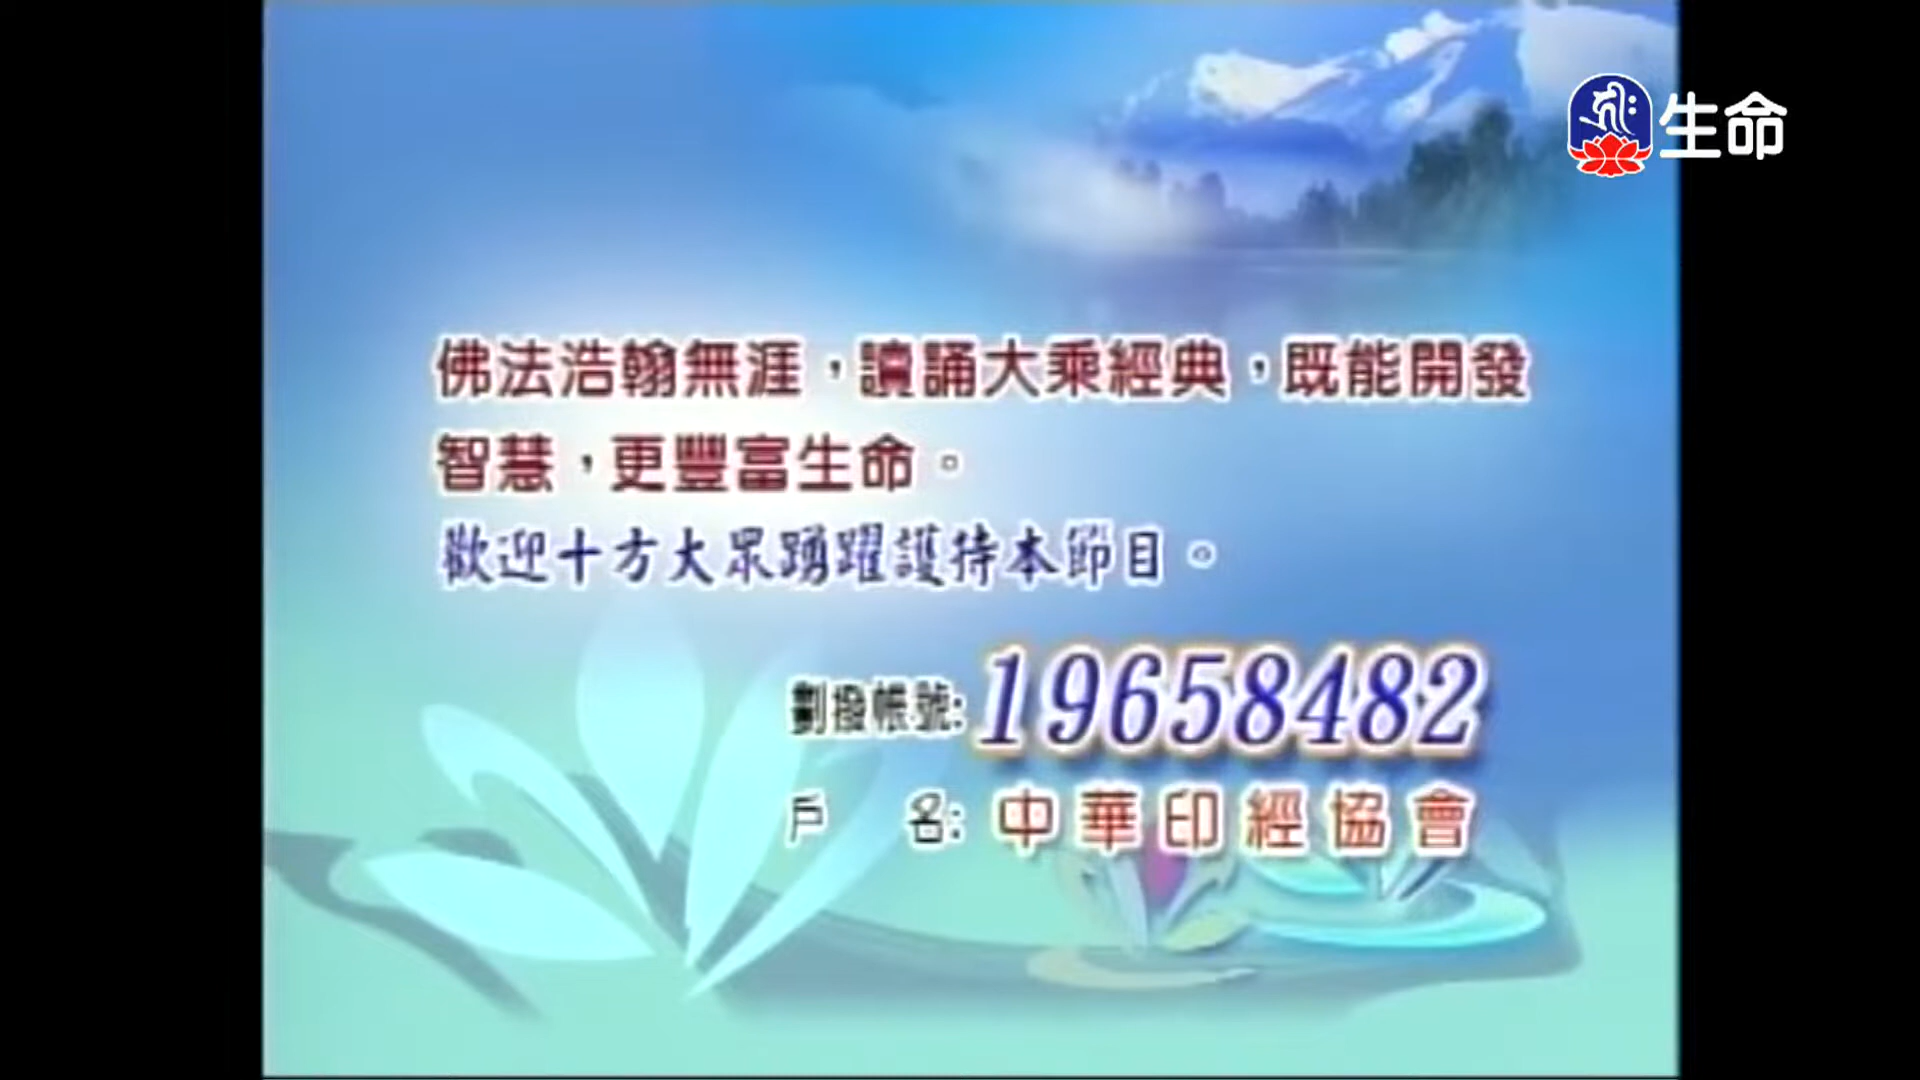 生命
佛法浩翰無涯，讀誦大乘經典，既能開發
智慧，更豐富生命。
歡迎十方大眾踴躍護持本節目。
劃撥帳號: 19658482
戶 名: 中華印經協會